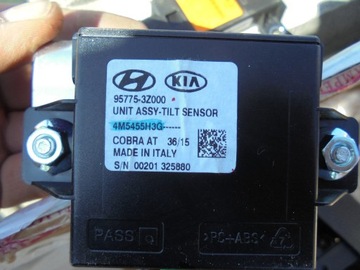 KIA
95775-3Z000
UNIT ASSY-TILT SENSOR
4M5455H3G------
COBRA AT 36/15
MADE IN ITALY
S/N 00201 325880
PASS
>PC+ABS<